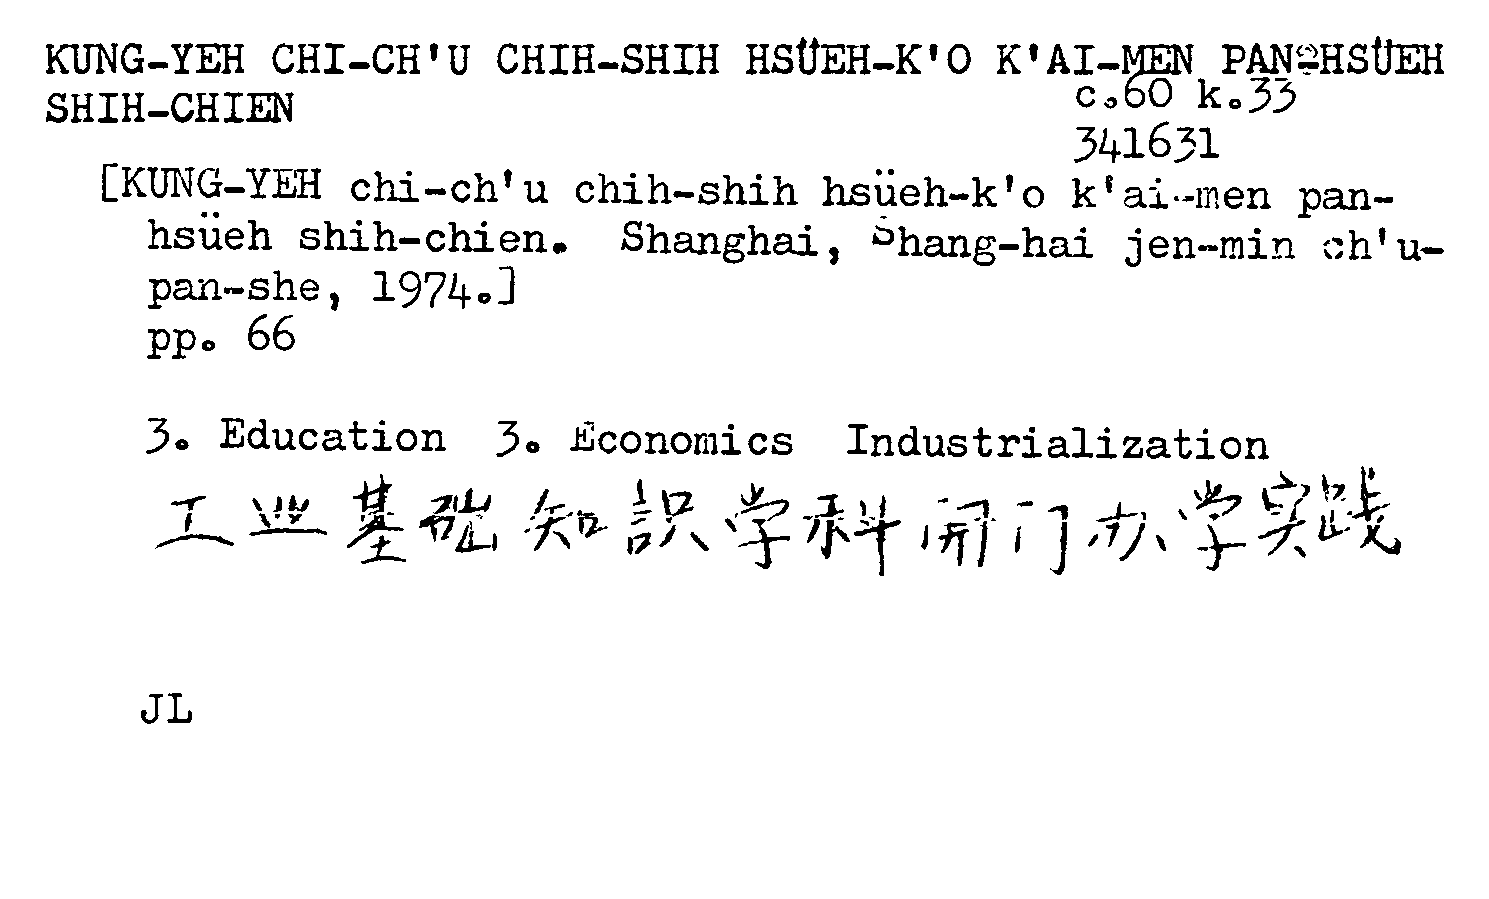 KUNG-YEH CHI-CH'U CHIH-SHIH HSÜEH-K'O K'AI-MEN PAN-HSÜEH
SHIH-CHIEN
c.60 k.33
341631
[KUNG-YEH chi-ch'u chih-shih hsüeh-k'o k'ai-men pan-
hsüeh shih-chien. Shanghai, Shang-hai jen-min ch'u-
pan-she, 1974.]
pp. 66
3. Education 3. Economics Industrialization
工业基础知識学科開门办学实践
JL